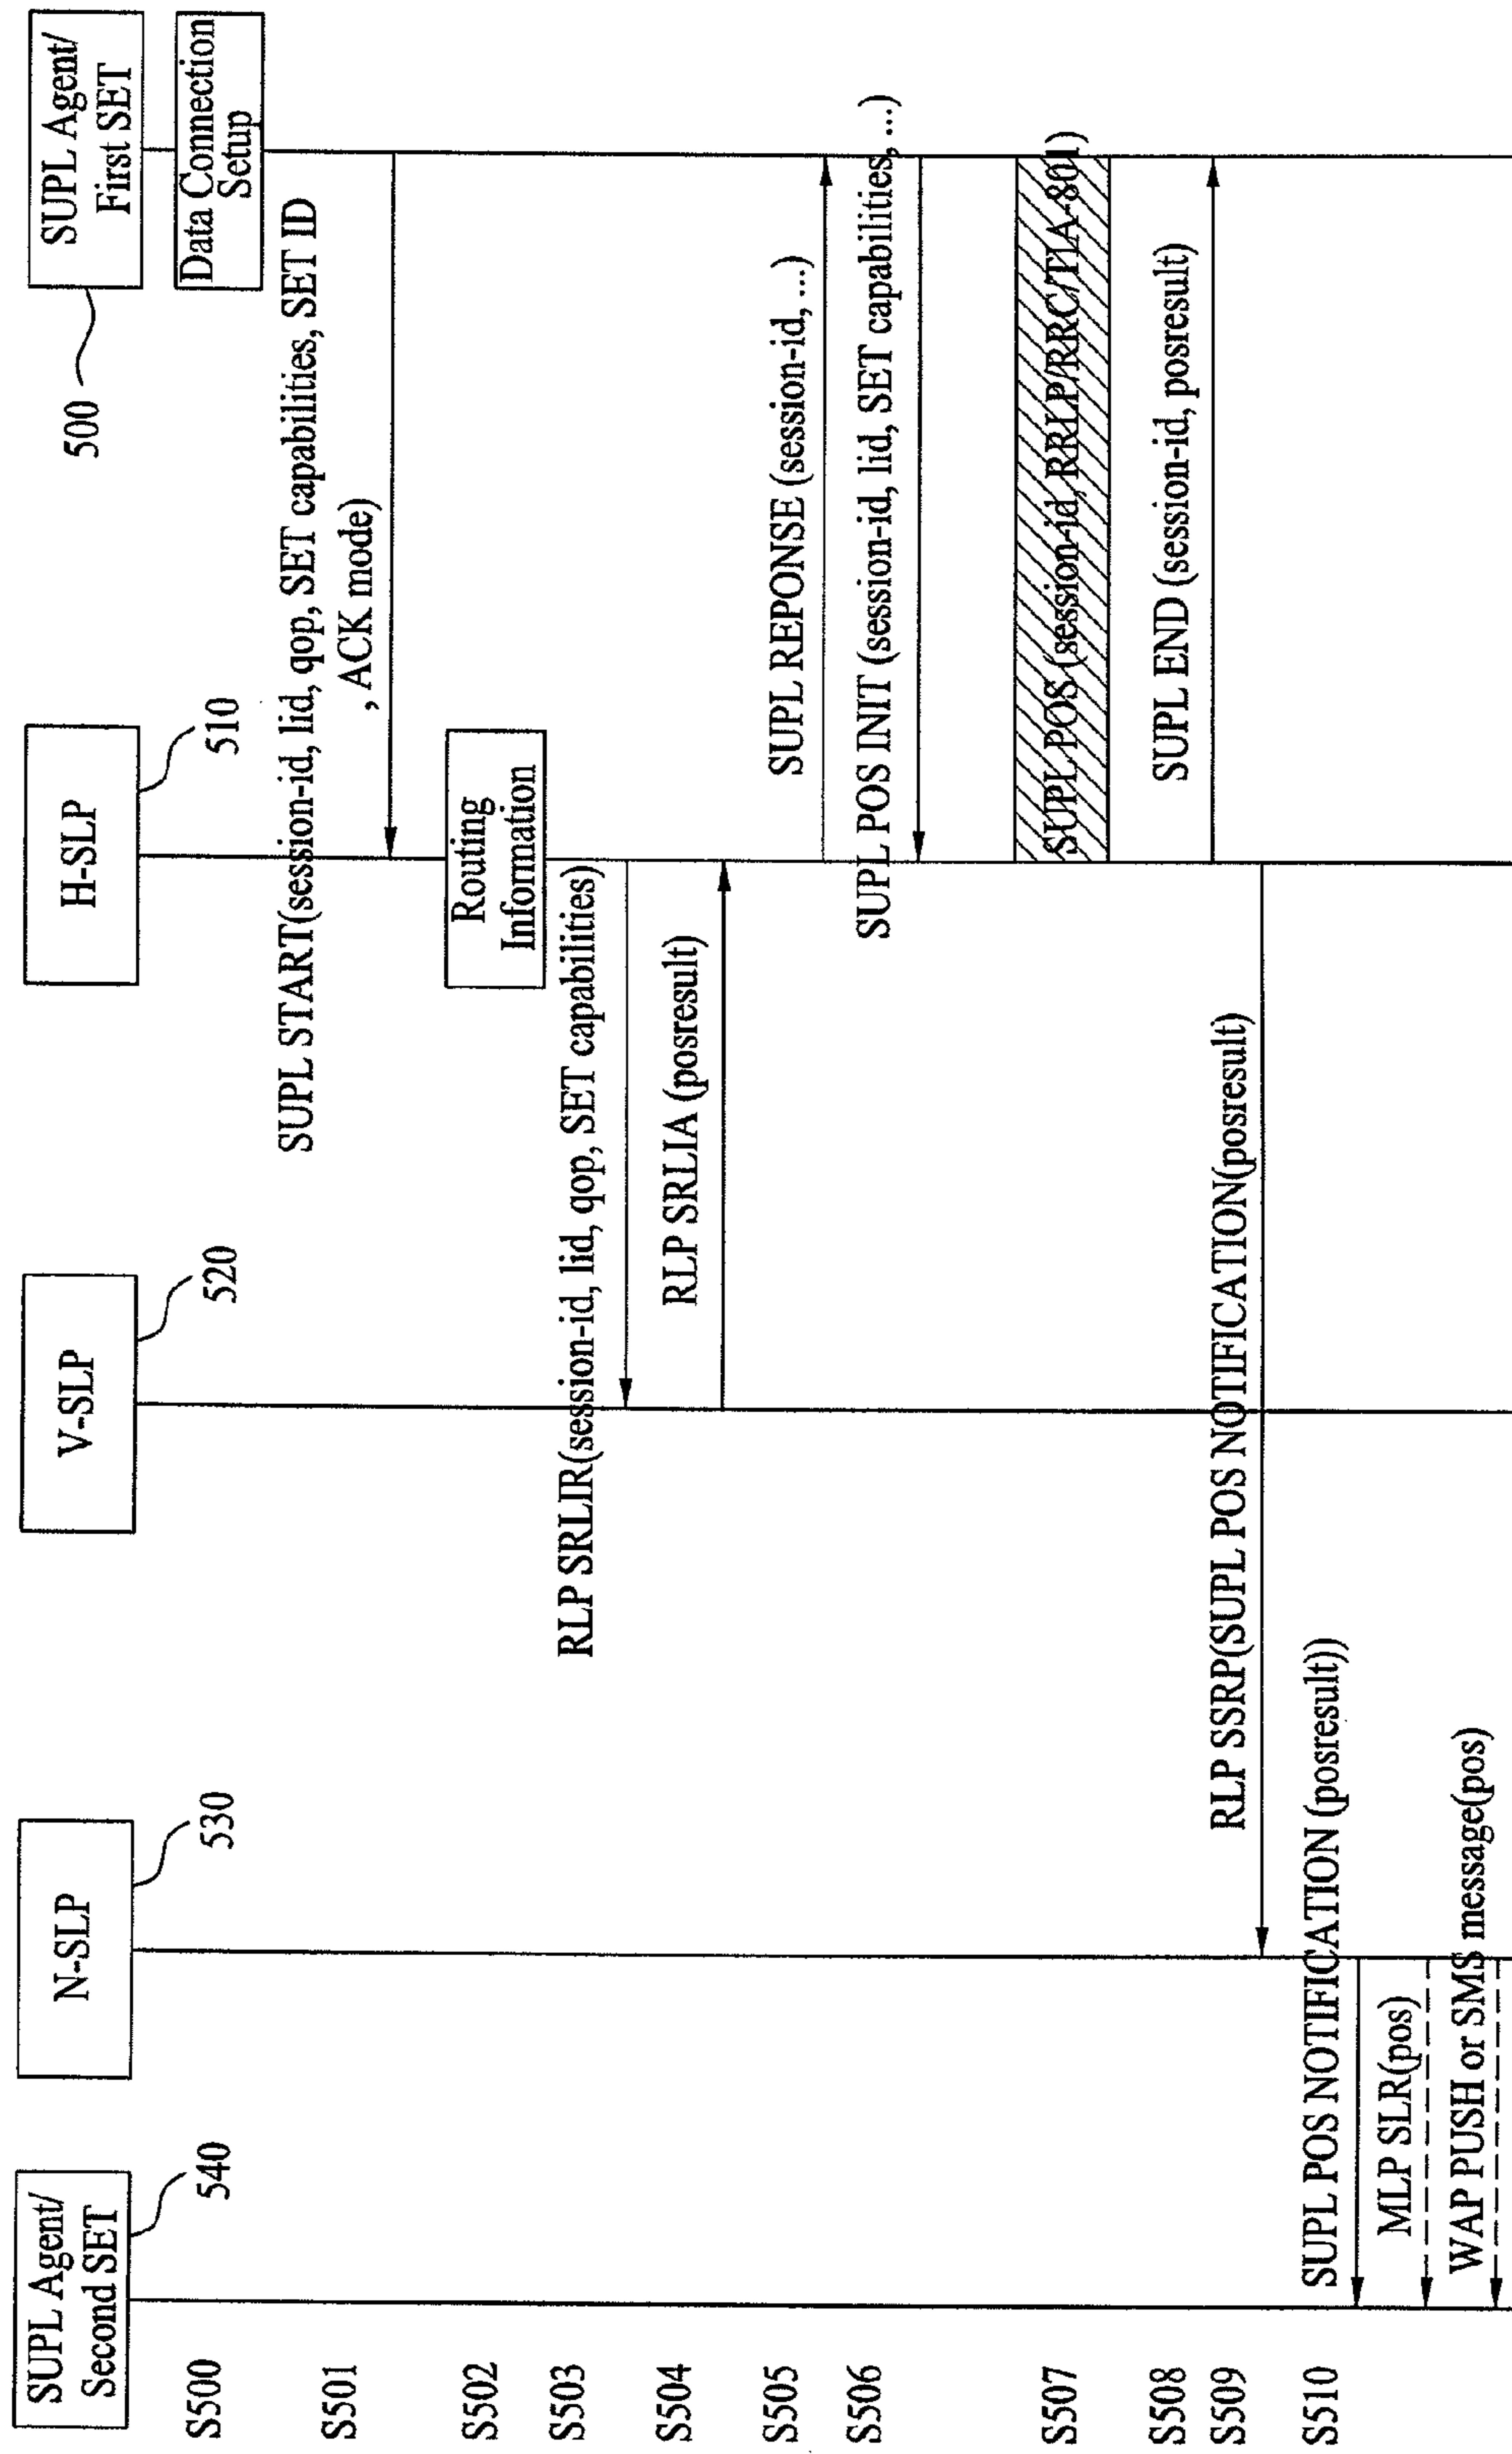 SUPL Agent/
Second SET
540
N-SLP
530
V-SLP
520
H-SLP
510
SUPL Agent/
First SET
500
S500
Data Connection
Setup
S501
SUPL START(session-id, lid, qop, SET capabilities, SET ID
, ACK mode)
S502
Routing
Information
S503
RLP SRLIR(session-id, lid, qop, SET capabilities)
S504
RLP SRLIA (posresult)
S505
SUPL REPONSE (session-id, ...)
S506
SUPL POS INIT (session-id, lid, SET capabilities, ...)
S507
SUPL POS (session-id, RRLP/RRC/TIA-801)
S508
SUPL END (session-id, posresult)
S509
RLP SSRP(SUPL POS NOTIFICATION(posresult)
S510
SUPL POS NOTIFICATION (posresult))
MLP SLR(pos)
WAP PUSH or SMS message(pos)